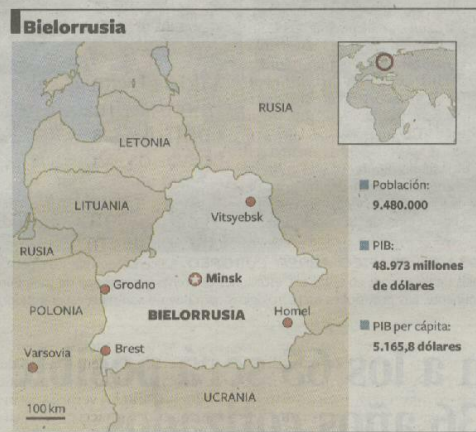 Bielorrusia
RUSIA
LETONIA
LITUANIA
Vitsyebsk
RUSIA
Grodno
Minsk
POLONIA
BIELORRUSIA
Homel
Varsovia
Brest
UCRANIA
100 km
Población:
9.480.000
PIB:
48.973 millones
de dólares
PIB per cápita:
5.165,8 dólares